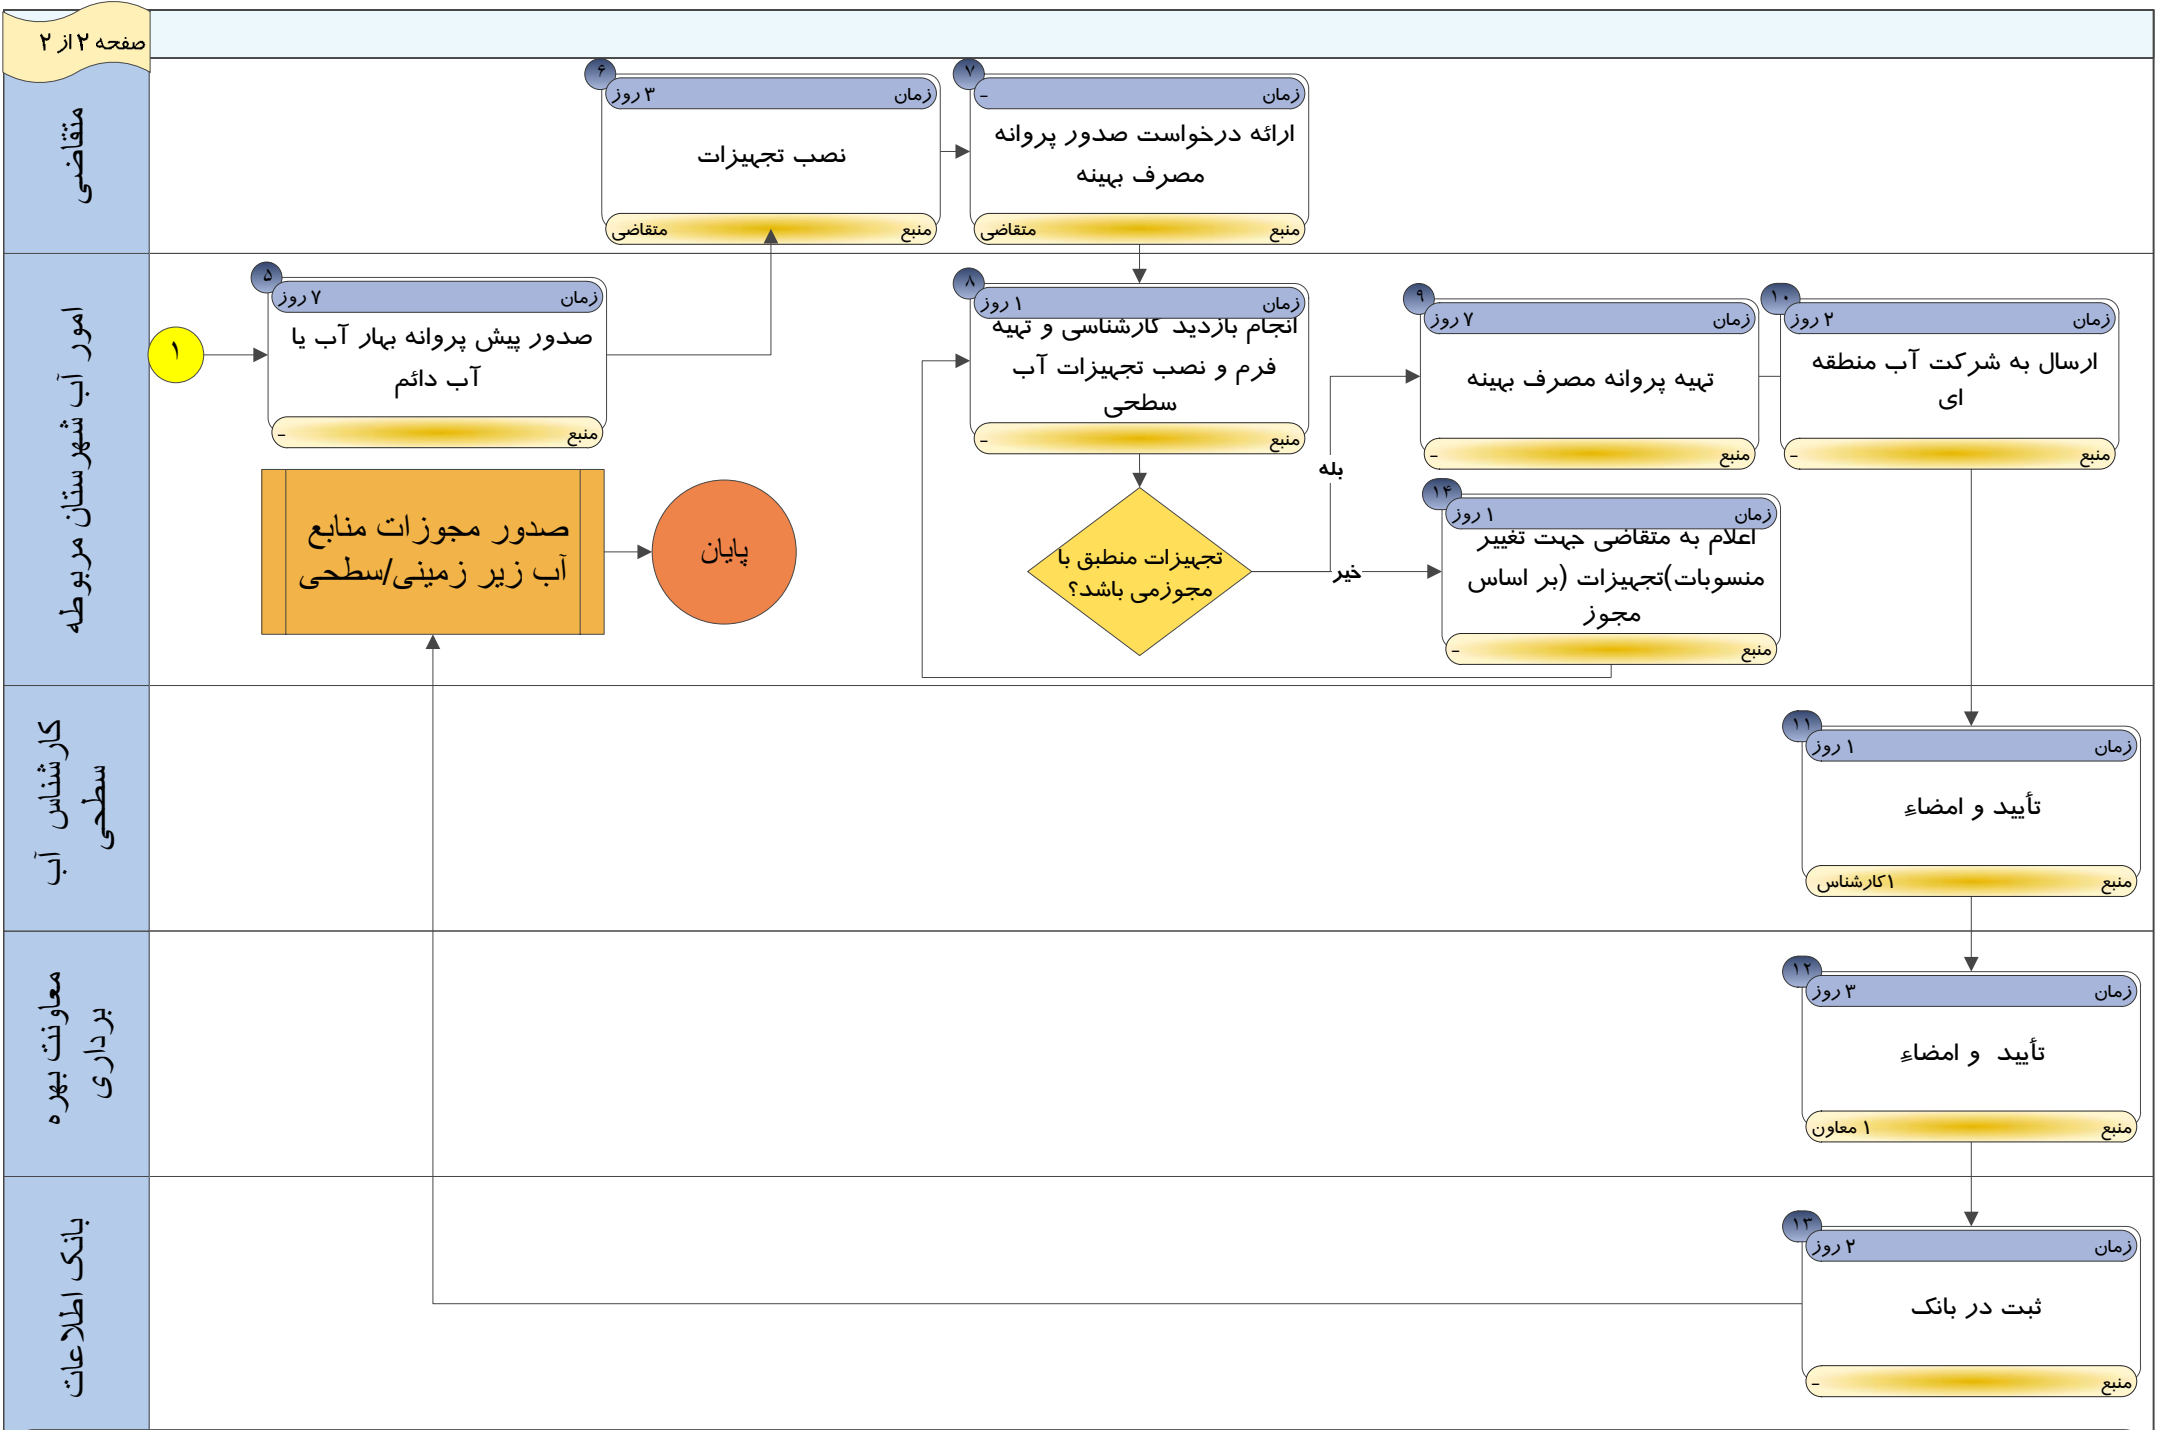 صفحه ۲ از ۲
متقاضی
۶
زمان ۳ روز
نصب تجهیزات
منبع متقاضی
۷
زمان -
ارائه درخواست صدور پروانه
مصرف بهینه
منبع متقاضی
امور آب شهرستان مربوطه
۱
۵
زمان ۷ روز
صدور پیش پروانه بهار آب یا
آب دائم
منبع -
۸
زمان ۱ روز
انجام بازدید کارشناسی و تهیه
فرم و نصب تجهیزات آب
سطحی
منبع -
تجهیزات منطبق با
مجوزمی باشد؟
بله
خیر
۹
زمان ۷ روز
تهیه پروانه مصرف بهینه
منبع -
۱۰
زمان ۲ روز
ارسال به شرکت آب منطقه
ای
منبع -
۱۴
زمان ۱ روز
اعلام به متقاضی جهت تغییر
منسوبات)تجهیزات (بر اساس
مجوز
منبع -
صدور مجوزات منابع
آب زیر زمینی/سطحی
پایان
کارشناس آب
سطحی
۱۱
زمان ۱ روز
تأیید و امضاء
منبع ۱کارشناس
معاونت بهره
برداری
۱۲
زمان ۳ روز
تأیید و امضاء
منبع ۱ معاون
بانک اطلاعات
۱۳
زمان ۲ روز
ثبت در بانک
منبع -